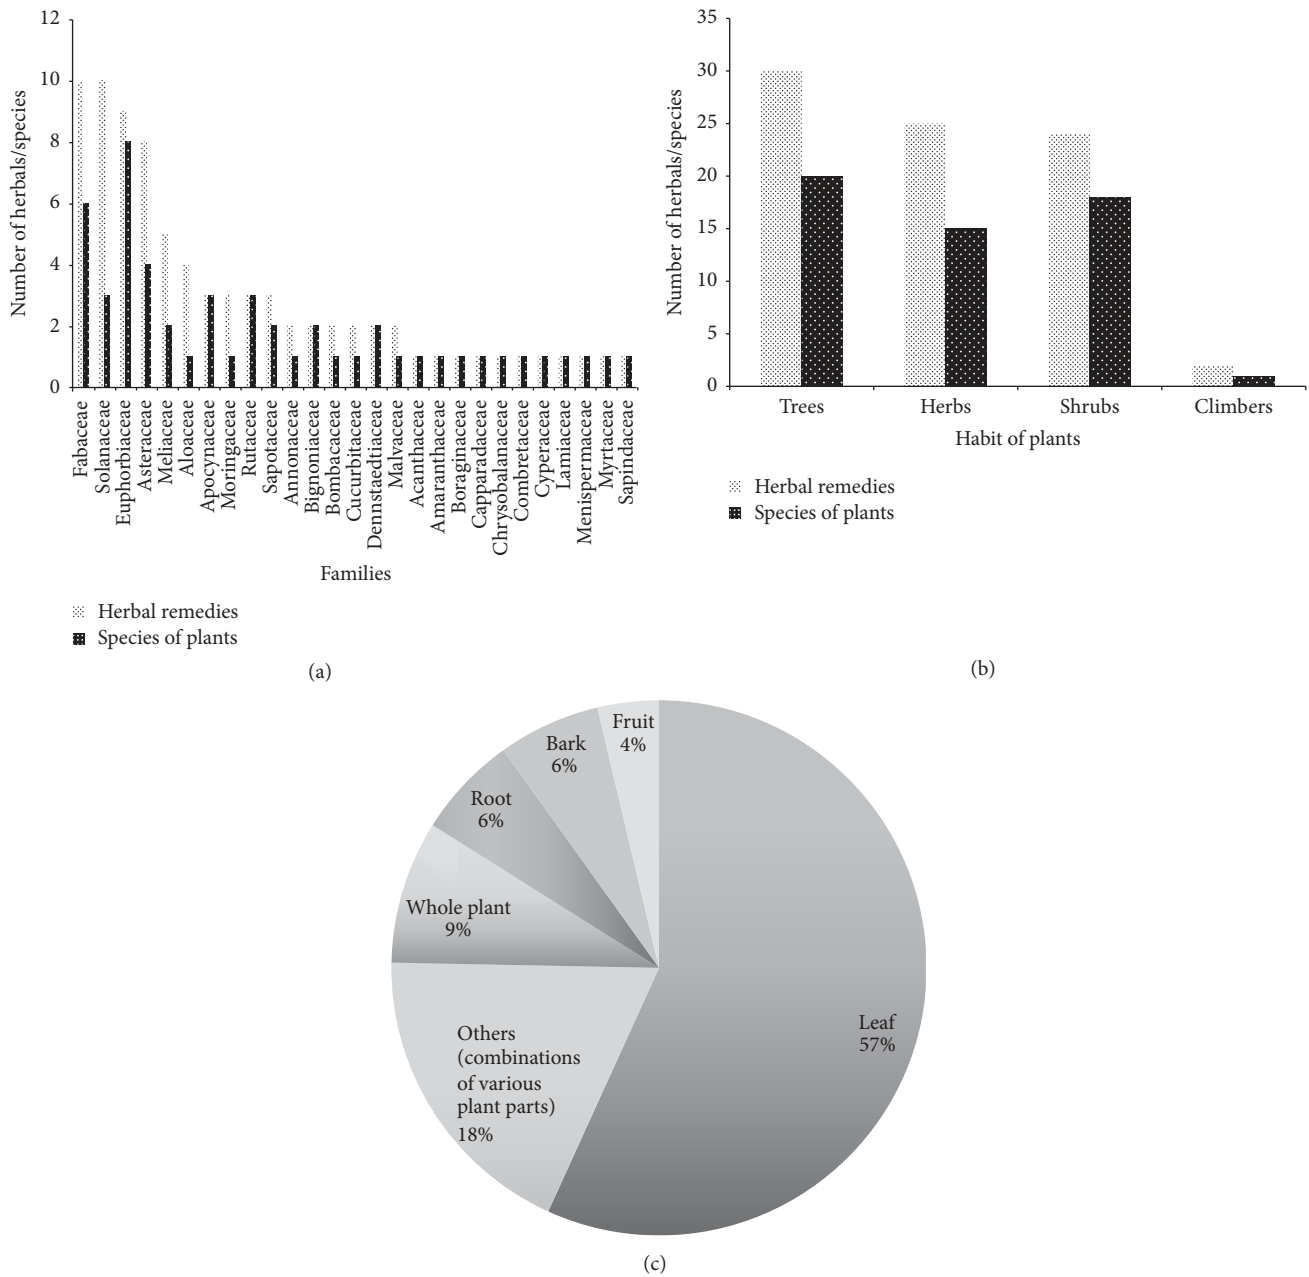 12
10
8
6
4
2
0
Number of herbals/species
Fabaceae
Solanaceae
Euphorbiaceae
Asteraceae
Meliaceae
Aloaceae
Apocynaceae
Moringaceae
Rutaceae
Sapotaceae
Annonaceae
Bignoniaceae
Bombacaceae
Cucurbitaceae
Dennstaedtiaceae
Malvaceae
Acanthaceae
Amaranthaceae
Boraginaceae
Capparadaceae
Chrysobalanaceae
Combretaceae
Cyperaceae
Lamiaceae
Menispermaceae
Myrtaceae
Sapindaceae
Families
Herbal remedies
Species of plants
(a)
35
30
25
20
15
10
5
0
Number of herbals/species
Trees
Herbs
Shrubs
Climbers
Habit of plants
Herbal remedies
Species of plants
(b)
Fruit
4%
Bark
6%
Root
6%
Whole plant
9%
Others
(combinations
of various
plant parts)
18%
Leaf
57%
(c)